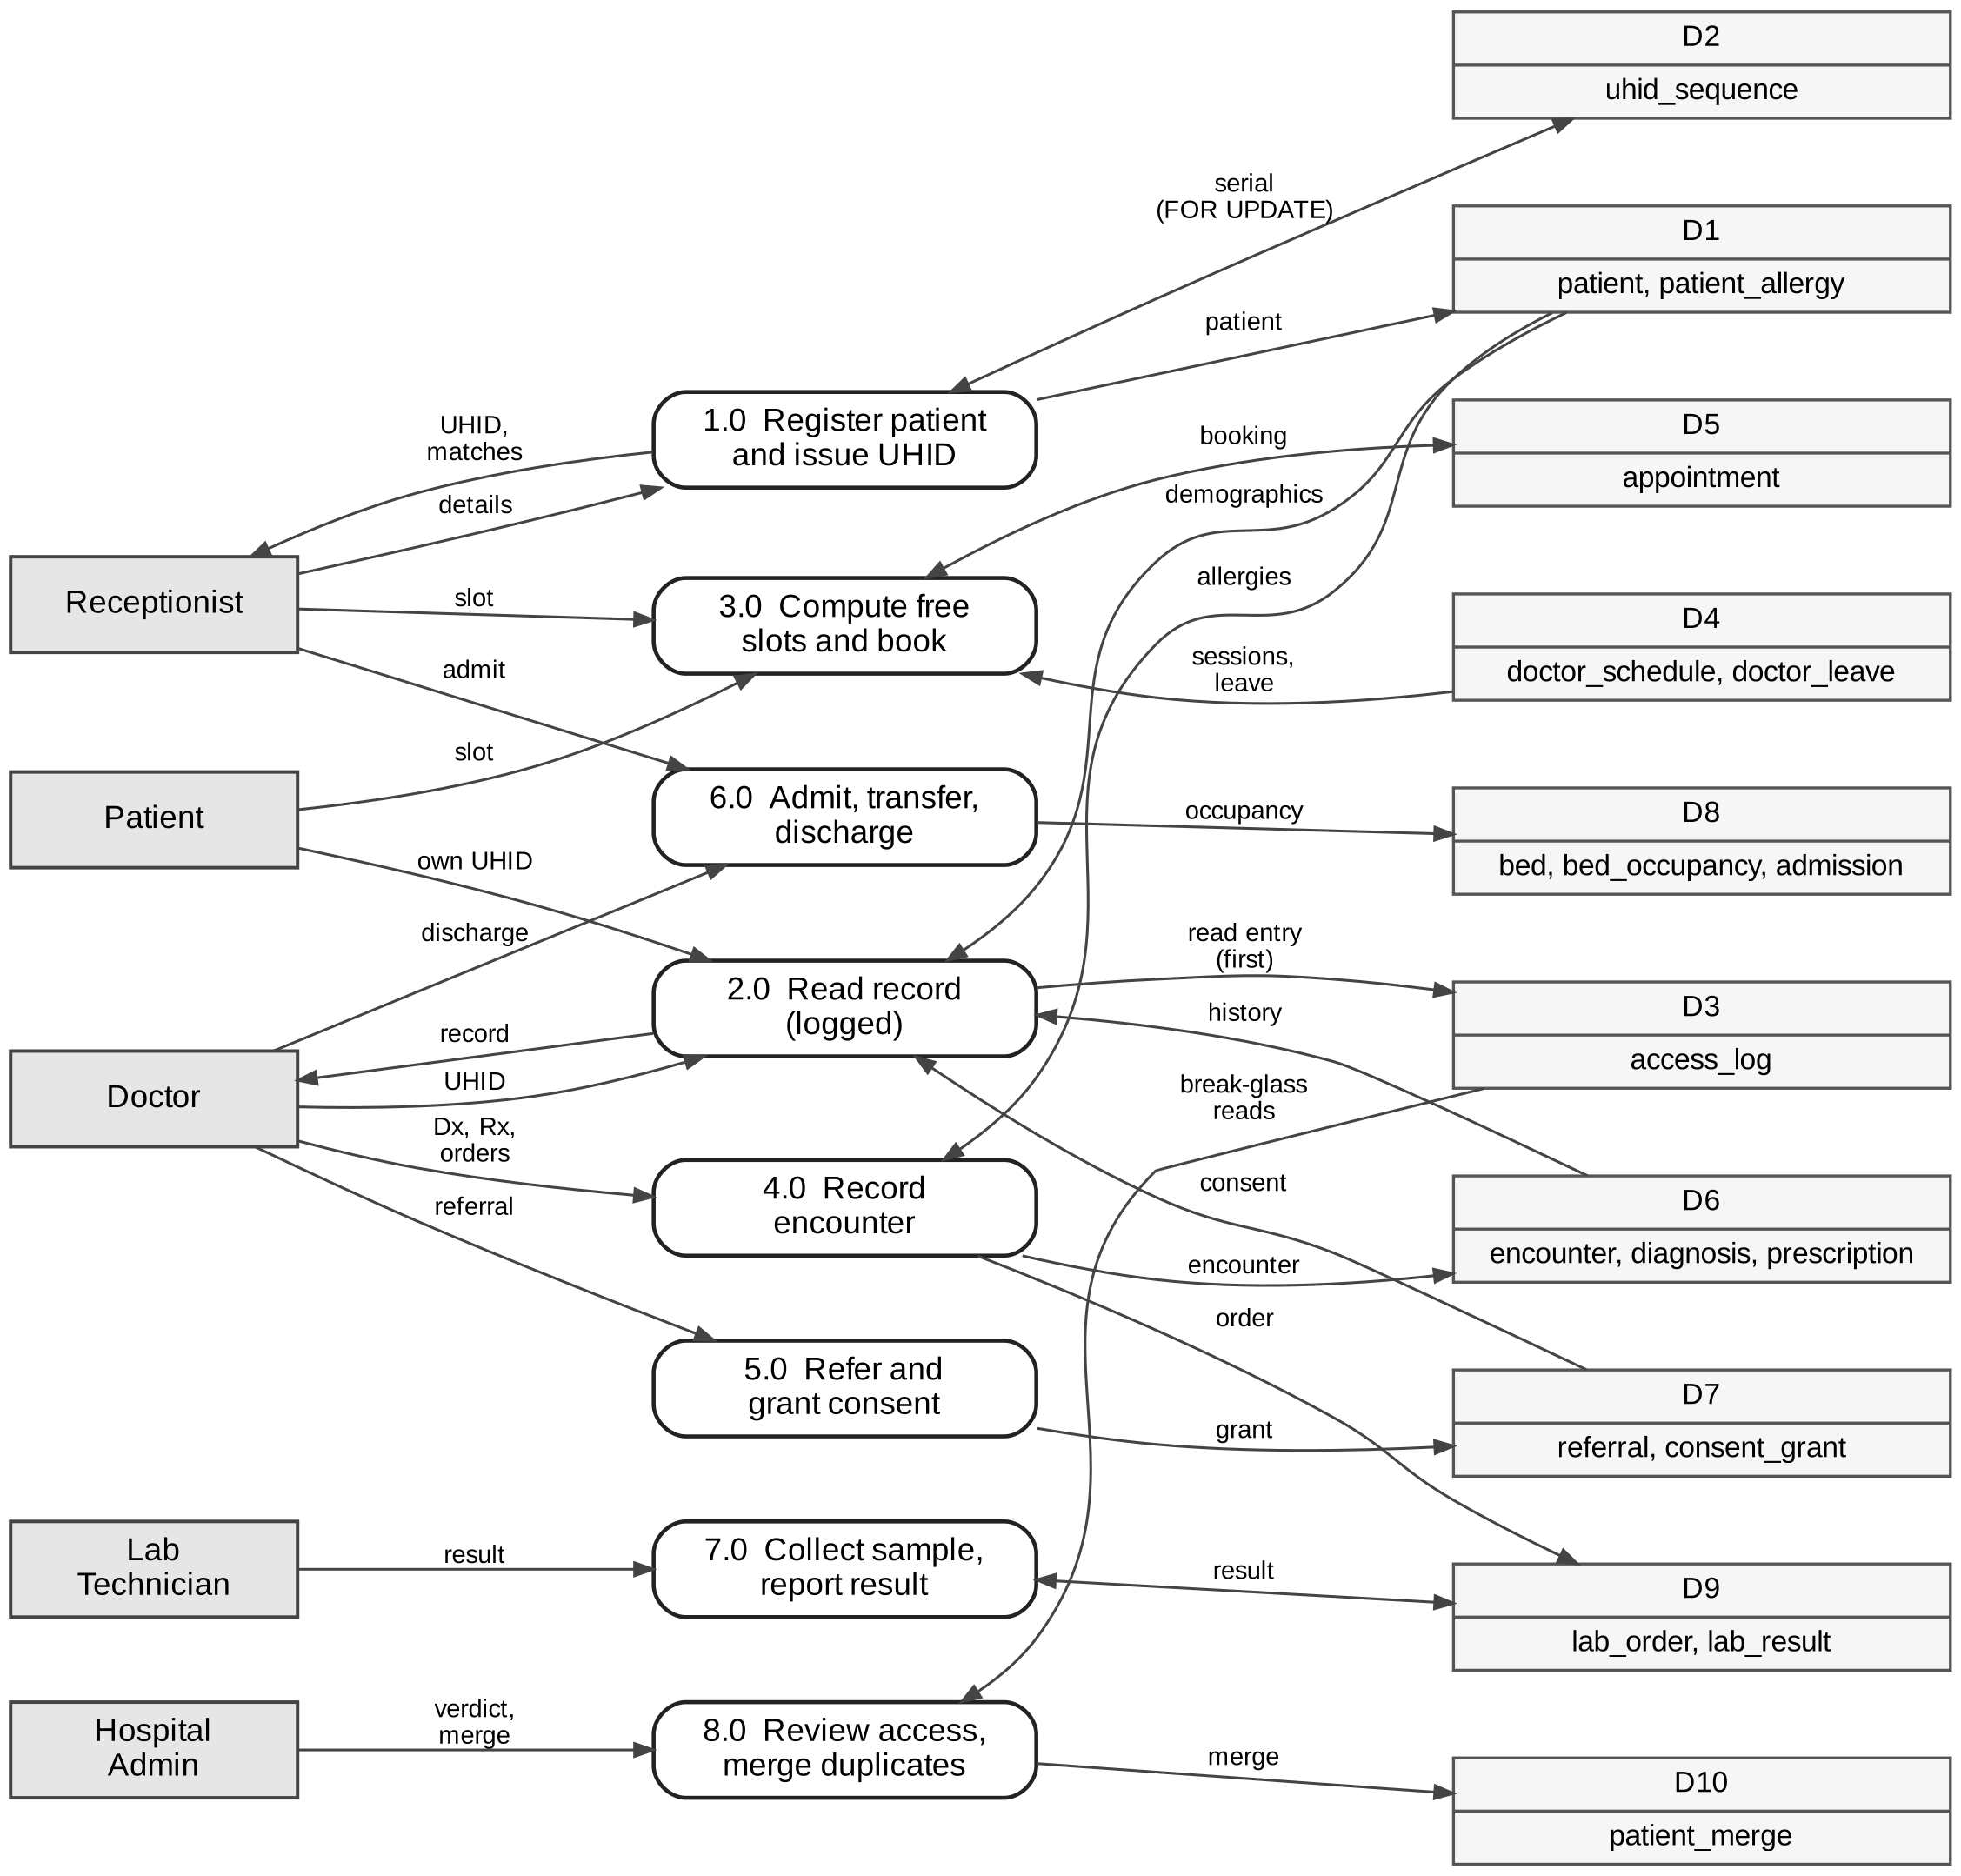 D2
uhid_sequence
serial
(FOR UPDATE)
D1
patient, patient_allergy
patient
1.0  Register patient
and issue UHID
UHID,
matches
details
D5
appointment
booking
demographics
Receptionist
slot
3.0  Compute free
slots and book
allergies
D4
doctor_schedule, doctor_leave
sessions,
leave
admit
slot
Patient
6.0  Admit, transfer,
discharge
occupancy
D8
bed, bed_occupancy, admission
own UHID
discharge
2.0  Read record
(logged)
read entry
(first)
history
D3
access_log
record
UHID
Doctor
break-glass
reads
Dx, Rx,
orders
referral
4.0  Record
encounter
consent
D6
encounter, diagnosis, prescription
encounter
order
5.0  Refer and
grant consent
grant
D7
referral, consent_grant
Lab
Technician
result
7.0  Collect sample,
report result
result
D9
lab_order, lab_result
Hospital
Admin
verdict,
merge
8.0  Review access,
merge duplicates
merge
D10
patient_merge